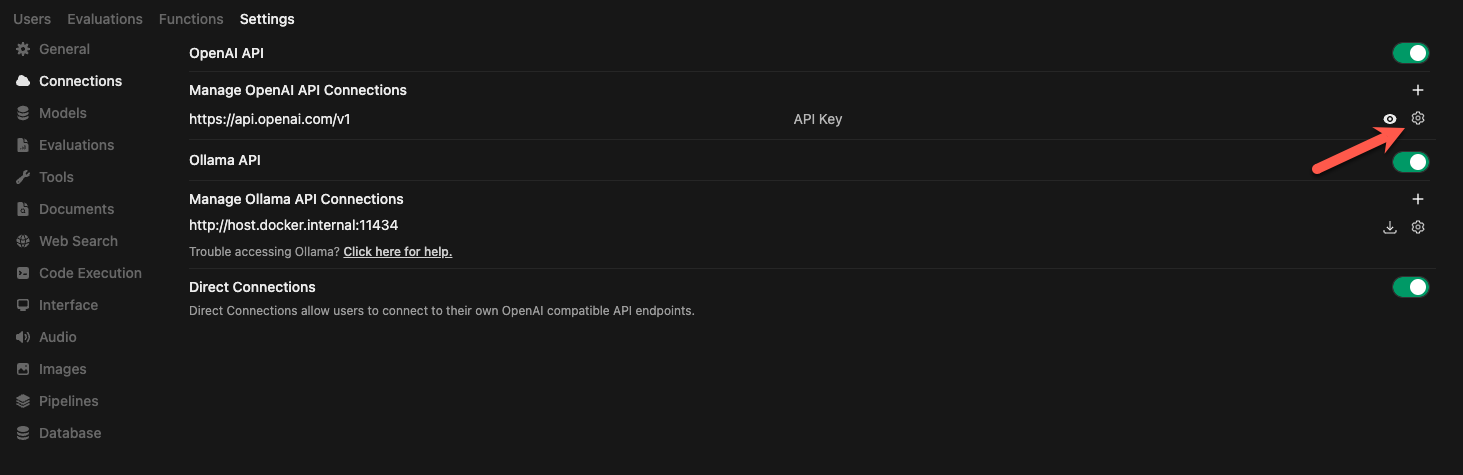 Users Evaluations Functions Settings
General
Connections
Models
Evaluations
Tools
Documents
Web Search
Code Execution
Interface
Audio
Images
Pipelines
Database
OpenAI API
Manage OpenAI API Connections
https://api.openai.com/v1 API Key
Ollama API
Manage Ollama API Connections
http://host.docker.internal:11434
Trouble accessing Ollama? Click here for help.
Direct Connections
Direct Connections allow users to connect to their own OpenAI compatible API endpoints.